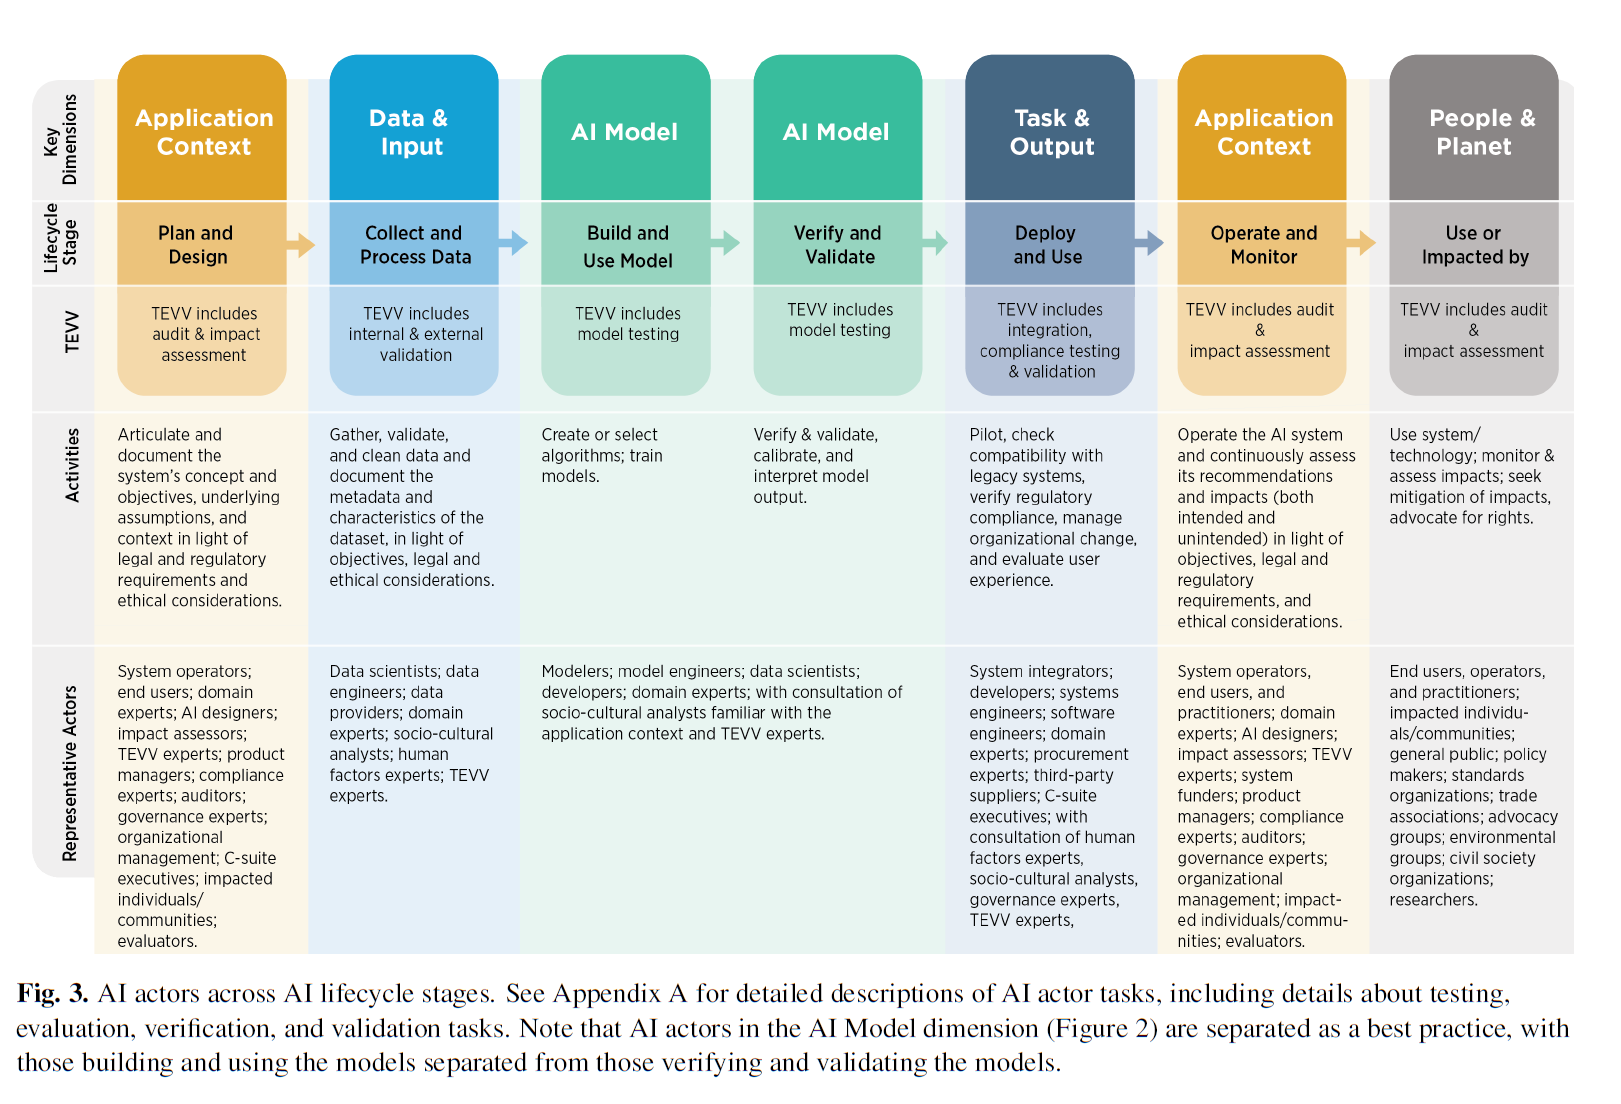 Key
Dimensions
Application
Context
Data &
Input
AI Model
AI Model
Task &
Output
Application
Context
People &
Planet
Lifecycle
Stage
Plan and
Design
Collect and
Process Data
Build and
Use Model
Verify and
Validate
Deploy
and Use
Operate and
Monitor
Use or
Impacted by
TEVV
TEVV includes
audit & impact
assessment
TEVV includes
internal & external
validation
TEVV includes
model testing
TEVV includes
model testing
TEVV includes
integration,
compliance testing
& validation
TEVV includes audit
&
impact assessment
TEVV includes audit
&
impact assessment
Activities
Articulate and
document the
system's concept and
objectives, underlying
assumptions, and
context in light of
legal and regulatory
requirements and
ethical considerations.
Gather, validate,
and clean data and
document the
metadata and
characteristics of the
dataset, in light of
objectives, legal and
ethical considerations.
Create or select
algorithms; train
models.
Verify & validate,
calibrate, and
interpret model
output.
Pilot, check
compatibility with
legacy systems,
verify regulatory
compliance, manage
organizational change,
and evaluate user
experience.
Operate the AI system
and continuously assess
its recommendations
and impacts (both
intended and
unintended) in light of
objectives, legal and
regulatory
requirements, and
ethical considerations.
Use system/
technology; monitor &
assess impacts; seek
mitigation of impacts,
advocate for rights.
Representative Actors
System operators;
end users; domain
experts; AI designers;
impact assessors;
TEVV experts; product
managers; compliance
experts; auditors;
governance experts;
organizational
management; C-suite
executives; impacted
individuals/
communities;
evaluators.
Data scientists; data
engineers; data
providers; domain
experts; socio-cultural
analysts; human
factors experts; TEVV
experts.
Modelers; model engineers; data scientists;
developers; domain experts; with consultation of
socio-cultural analysts familiar with the
application context and TEVV experts.
System integrators;
developers; systems
engineers; software
engineers; domain
experts; procurement
experts; third-party
suppliers; C-suite
executives; with
consultation of human
factors experts,
socio-cultural analysts,
governance experts,
TEVV experts,
System operators,
end users, and
practitioners; domain
experts; AI designers;
impact assessors; TEVV
experts; system
funders; product
managers; compliance
experts; auditors;
governance experts;
organizational
management; impact-
ed individuals/commu-
nities; evaluators.
End users, operators,
and practitioners;
impacted individu-
als/communities;
general public; policy
makers; standards
organizations; trade
associations; advocacy
groups; environmental
groups; civil society
organizations;
researchers.
Fig. 3. AI actors across AI lifecycle stages. See Appendix A for detailed descriptions of AI actor tasks, including details about testing,
evaluation, verification, and validation tasks. Note that AI actors in the AI Model dimension (Figure 2) are separated as a best practice, with
those building and using the models separated from those verifying and validating the models.